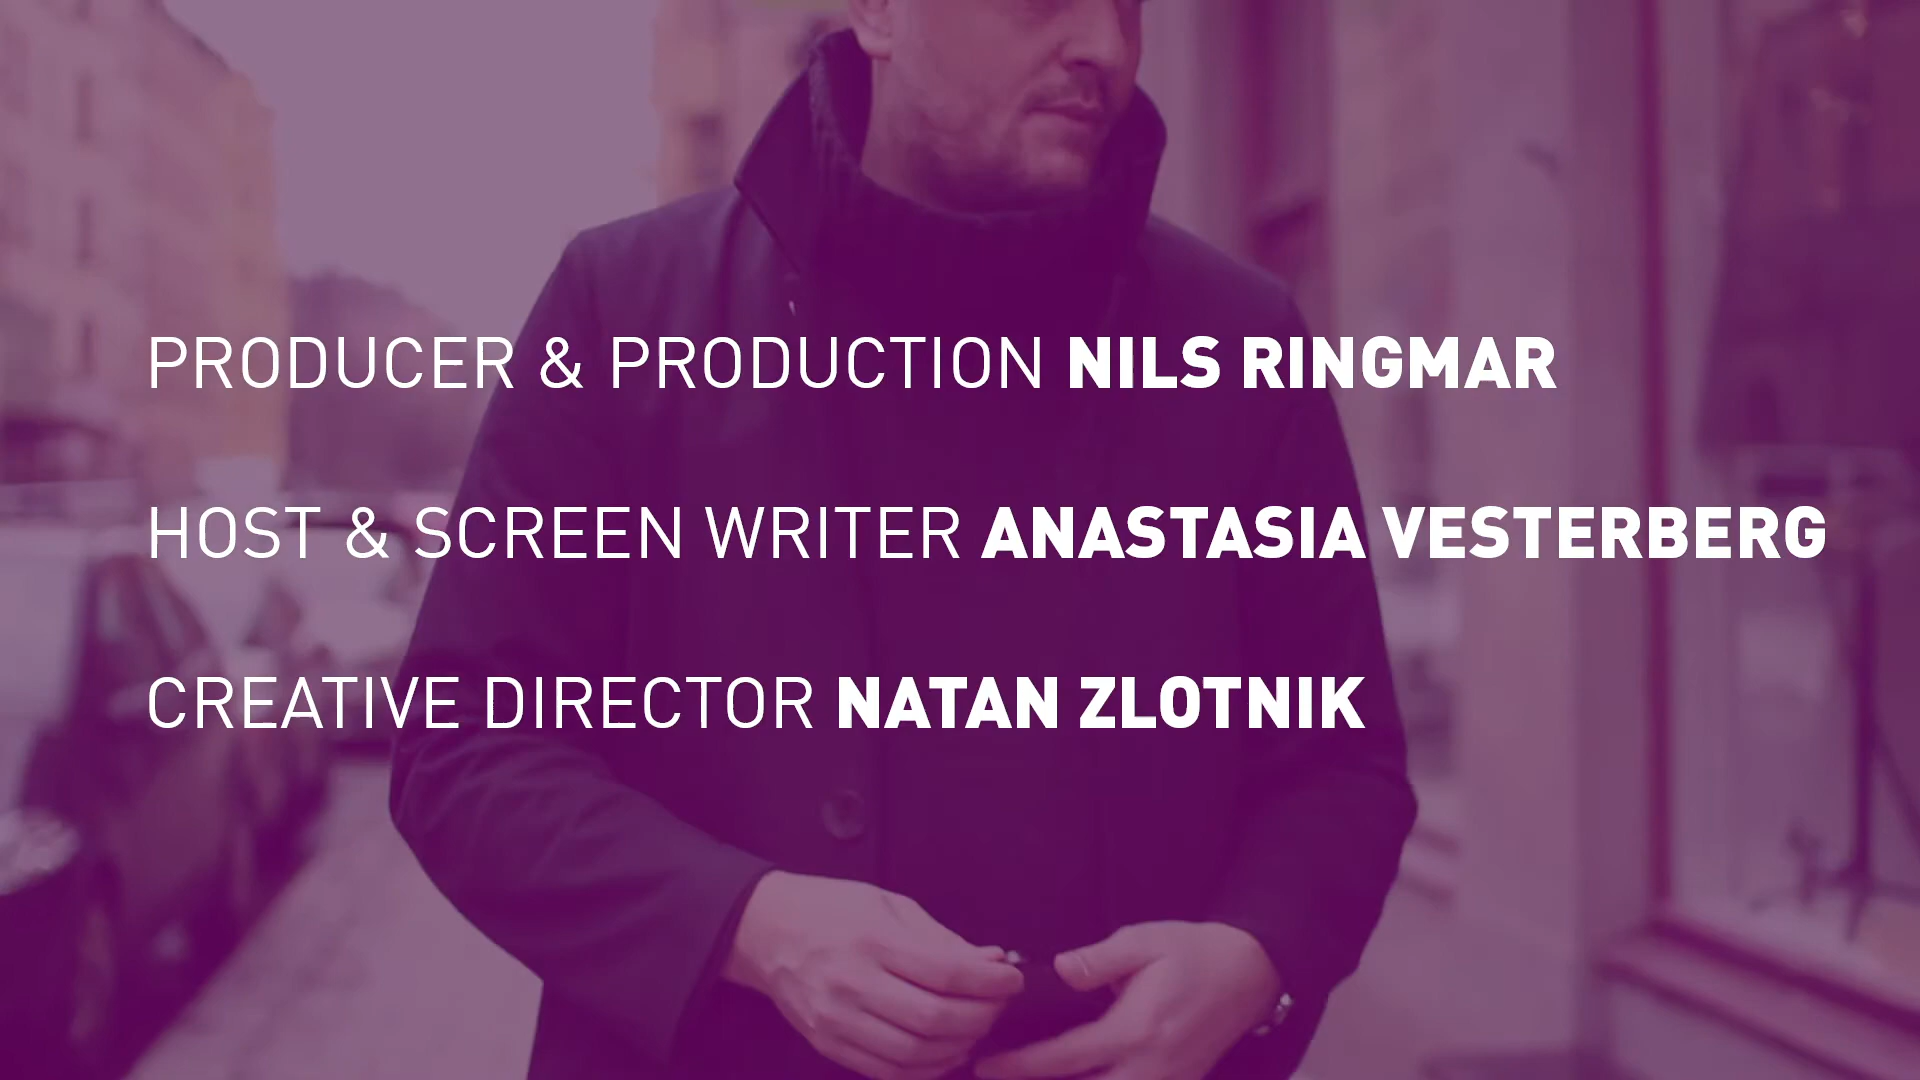 PRODUCER & PRODUCTION NILS RINGMAR
HOST & SCREEN WRITER ANASTASIA VESTERBERG
CREATIVE DIRECTOR NATAN ZLOTNIK